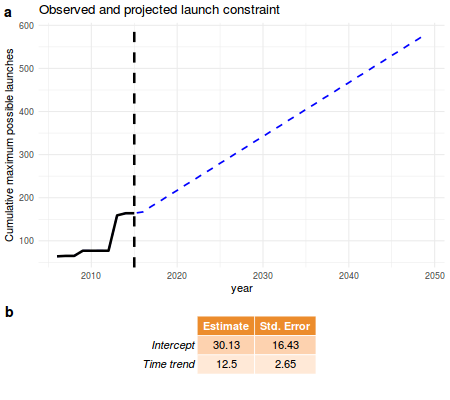 a
Observed and projected launch constraint
Cumulative maximum possible launches
600
500
400
300
200
100
2010 2020 2030 2040 2050
year
b
Estimate Std. Error
Intercept 30.13 16.43
Time trend 12.5 2.65